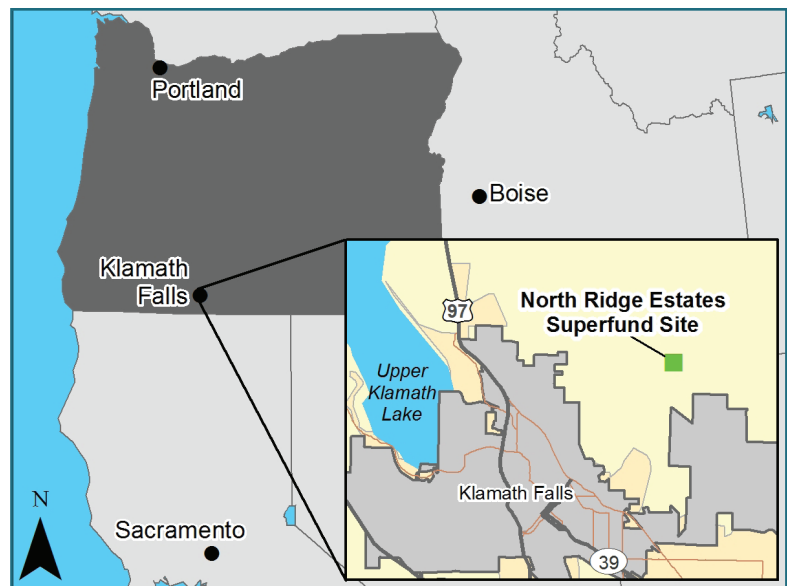 Portland
Boise
Klamath
Falls
97
North Ridge Estates
Superfund Site
Upper
Klamath
Lake
Klamath Falls
39
N
Sacramento